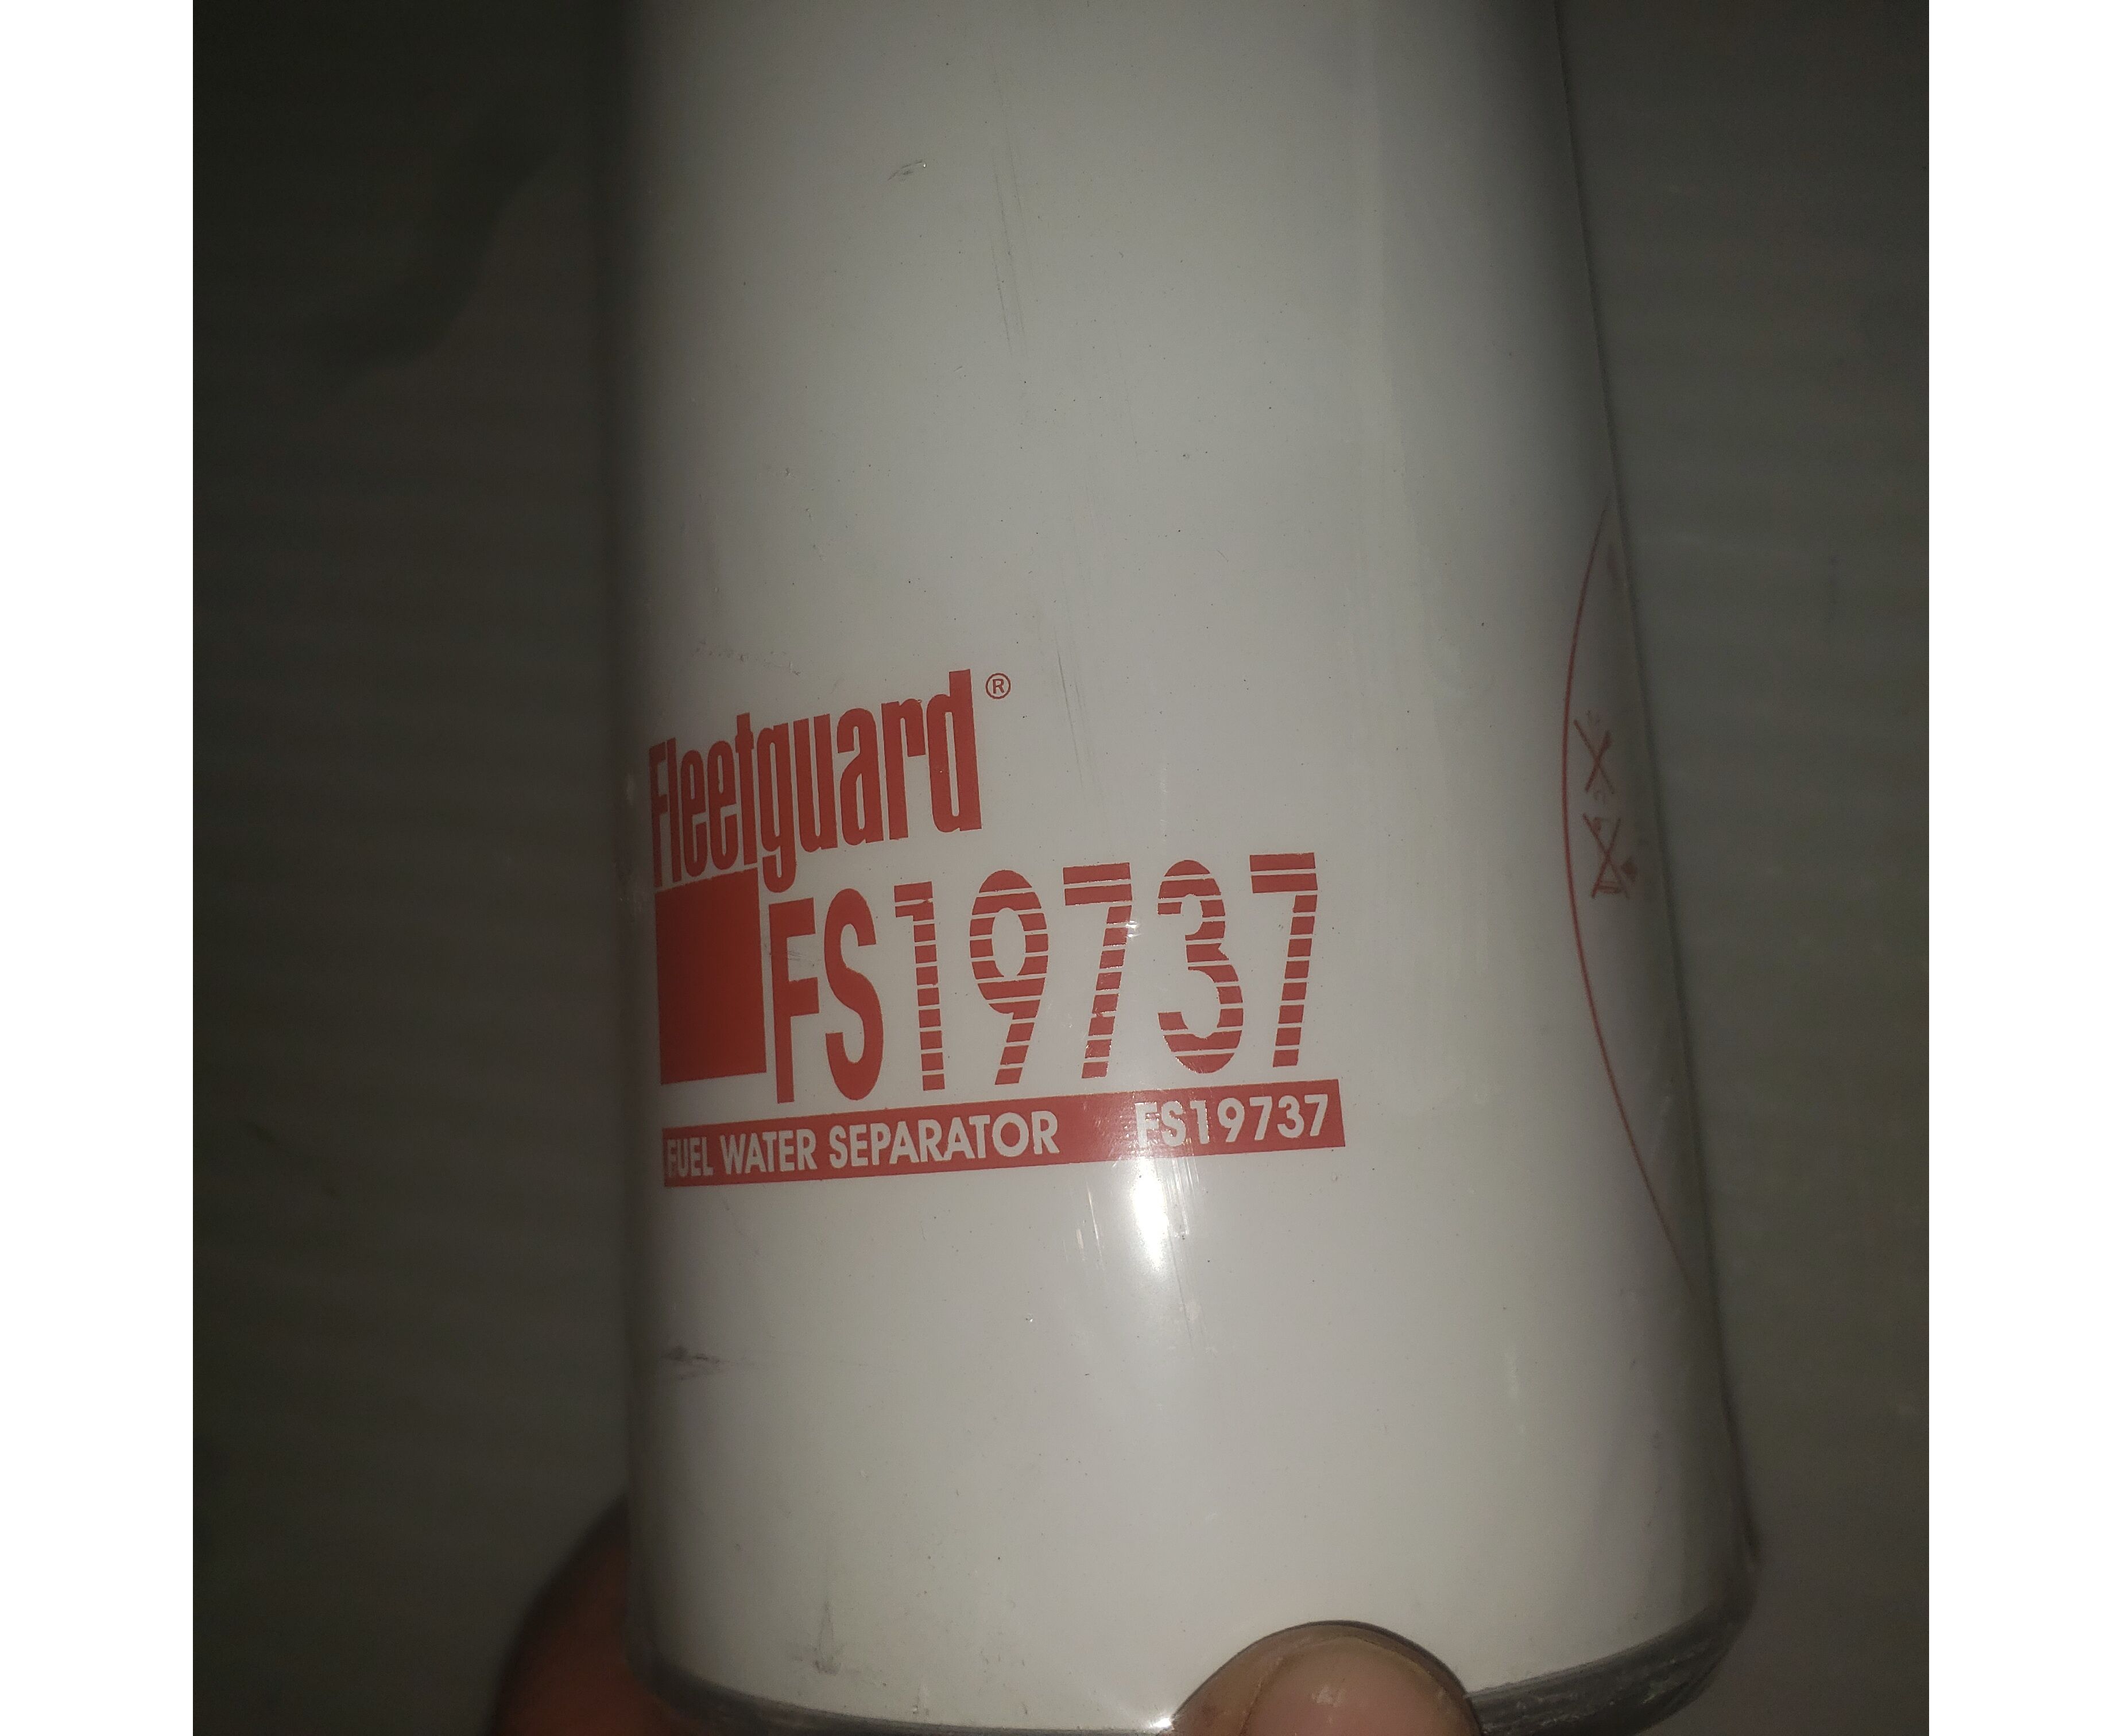 Fleetguard®
FS19737
FUEL WATER SEPARATOR FS19737